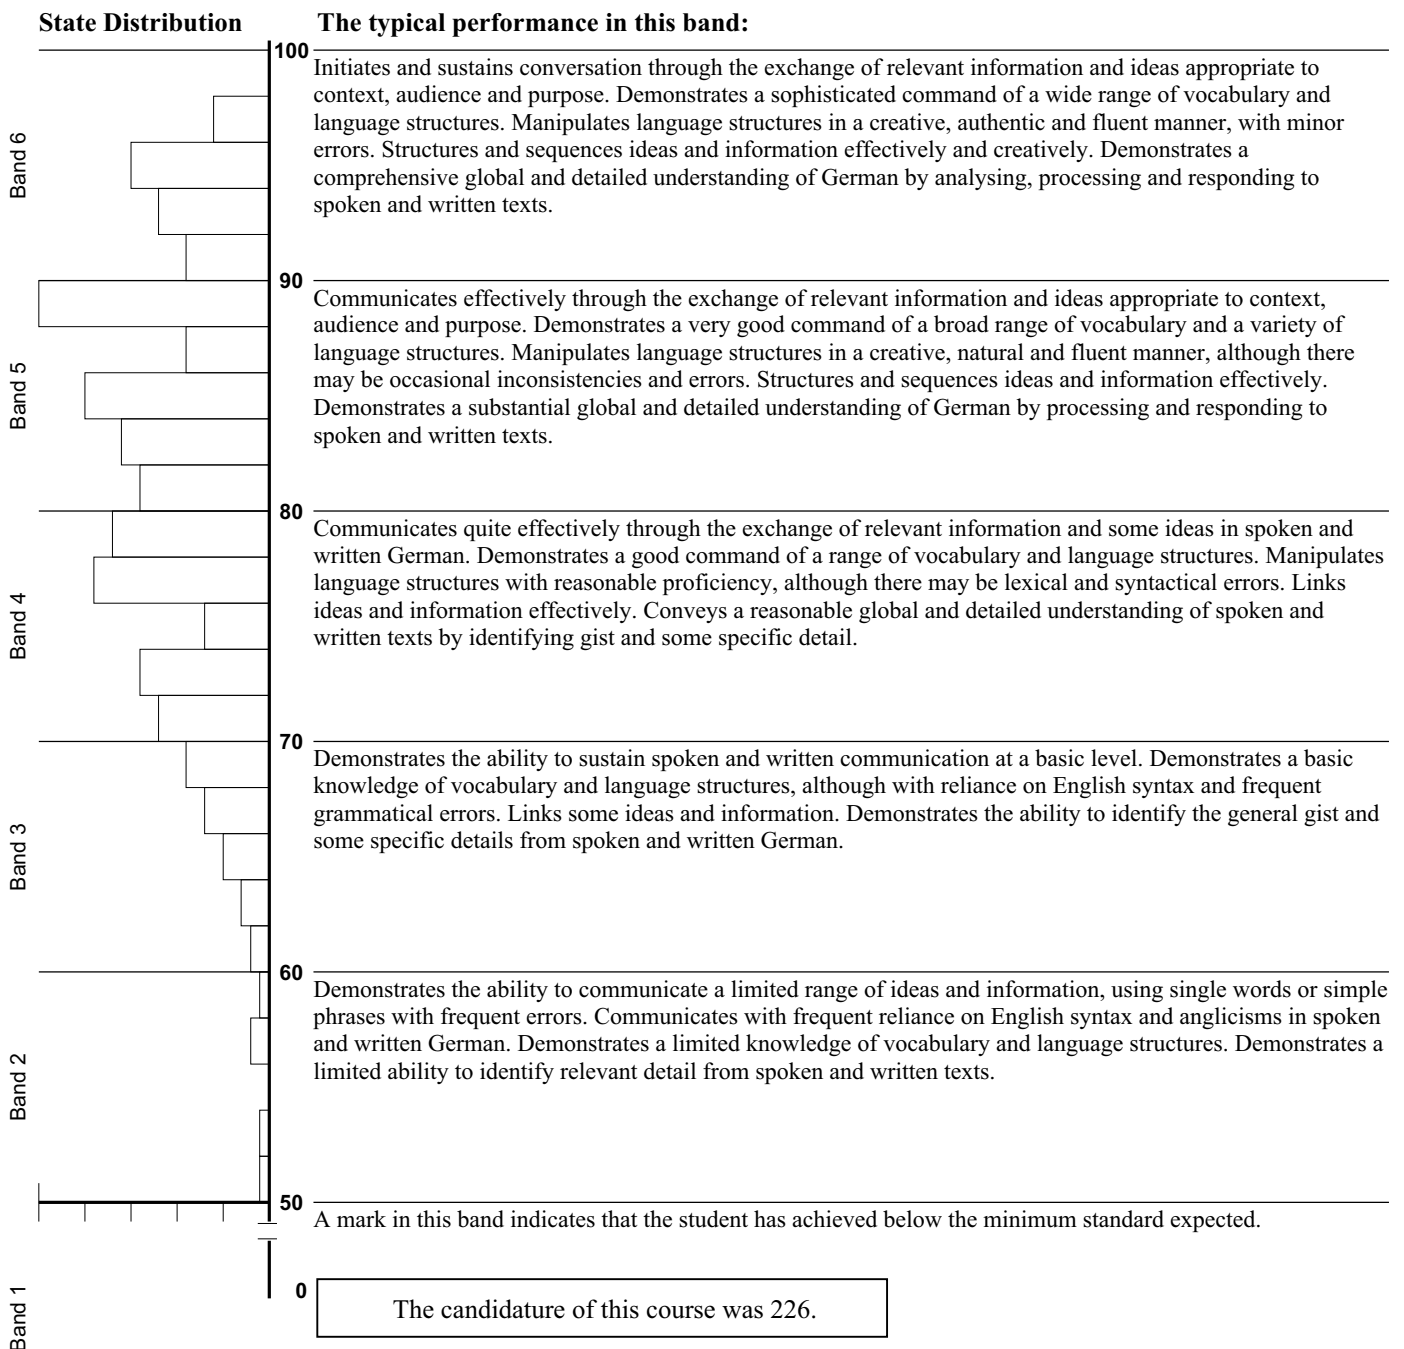 State Distribution
The typical performance in this band:
100
Band 6
Initiates and sustains conversation through the exchange of relevant information and ideas appropriate to
context, audience and purpose. Demonstrates a sophisticated command of a wide range of vocabulary and
language structures. Manipulates language structures in a creative, authentic and fluent manner, with minor
errors. Structures and sequences ideas and information effectively and creatively. Demonstrates a
comprehensive global and detailed understanding of German by analysing, processing and responding to
spoken and written texts.
90
Band 5
Communicates effectively through the exchange of relevant information and ideas appropriate to context,
audience and purpose. Demonstrates a very good command of a broad range of vocabulary and a variety of
language structures. Manipulates language structures in a creative, natural and fluent manner, although there
may be occasional inconsistencies and errors. Structures and sequences ideas and information effectively.
Demonstrates a substantial global and detailed understanding of German by processing and responding to
spoken and written texts.
80
Band 4
Communicates quite effectively through the exchange of relevant information and some ideas in spoken and
written German. Demonstrates a good command of a range of vocabulary and language structures. Manipulates
language structures with reasonable proficiency, although there may be lexical and syntactical errors. Links
ideas and information effectively. Conveys a reasonable global and detailed understanding of spoken and
written texts by identifying gist and some specific detail.
70
Band 3
Demonstrates the ability to sustain spoken and written communication at a basic level. Demonstrates a basic
knowledge of vocabulary and language structures, although with reliance on English syntax and frequent
grammatical errors. Links some ideas and information. Demonstrates the ability to identify the general gist and
some specific details from spoken and written German.
60
Band 2
Demonstrates the ability to communicate a limited range of ideas and information, using single words or simple
phrases with frequent errors. Communicates with frequent reliance on English syntax and anglicisms in spoken
and written German. Demonstrates a limited knowledge of vocabulary and language structures. Demonstrates a
limited ability to identify relevant detail from spoken and written texts.
50
A mark in this band indicates that the student has achieved below the minimum standard expected.
0
Band 1
The candidature of this course was 226.